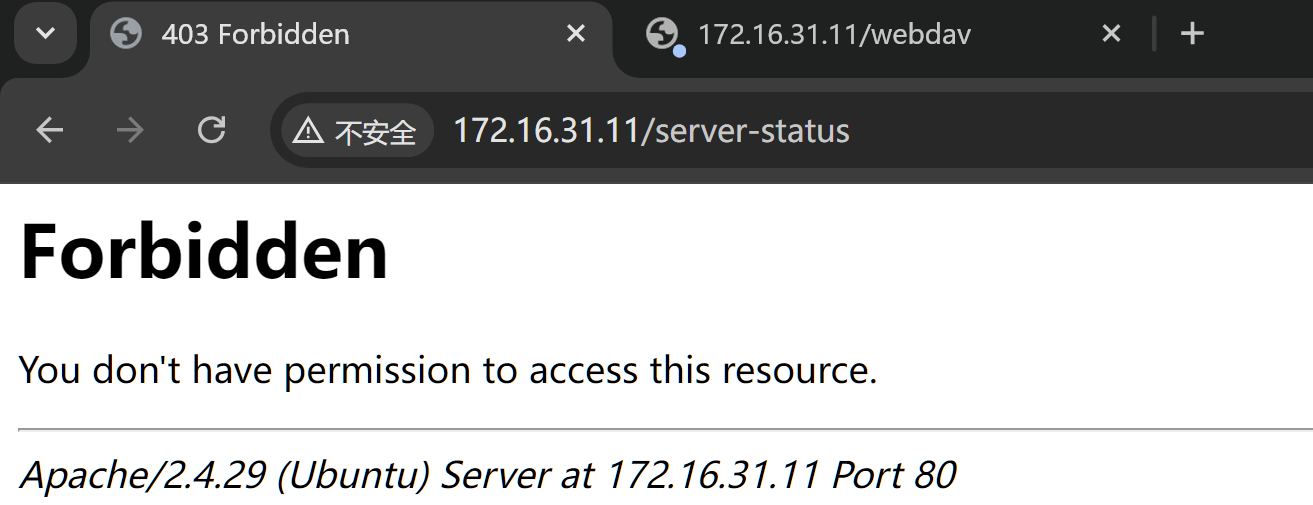 403 Forbidden
172.16.31.11/webdav
不安全
172.16.31.11/server-status
Forbidden
You don't have permission to access this resource.
Apache/2.4.29 (Ubuntu) Server at 172.16.31.11 Port 80